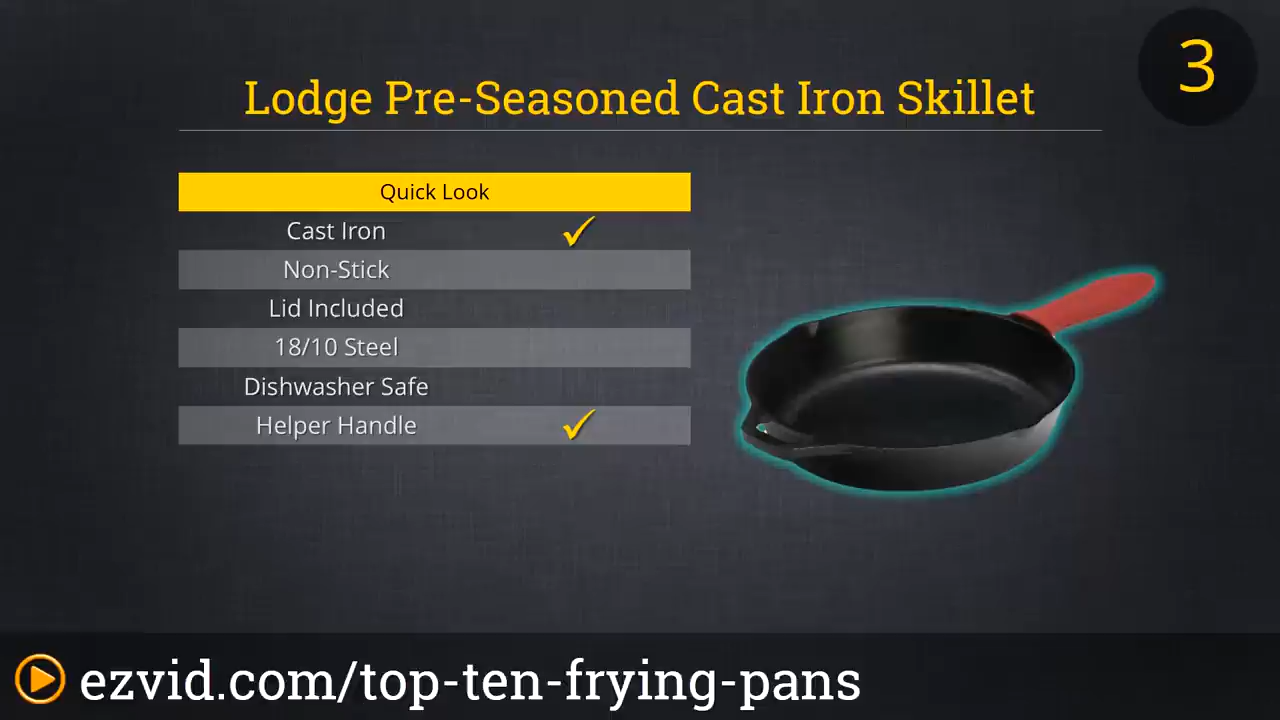 3
Lodge Pre-Seasoned Cast Iron Skillet
Quick Look
Cast Iron ✓
Non-Stick
Lid Included
18/10 Steel
Dishwasher Safe
Helper Handle ✓
ezvid.com/top-ten-frying-pans